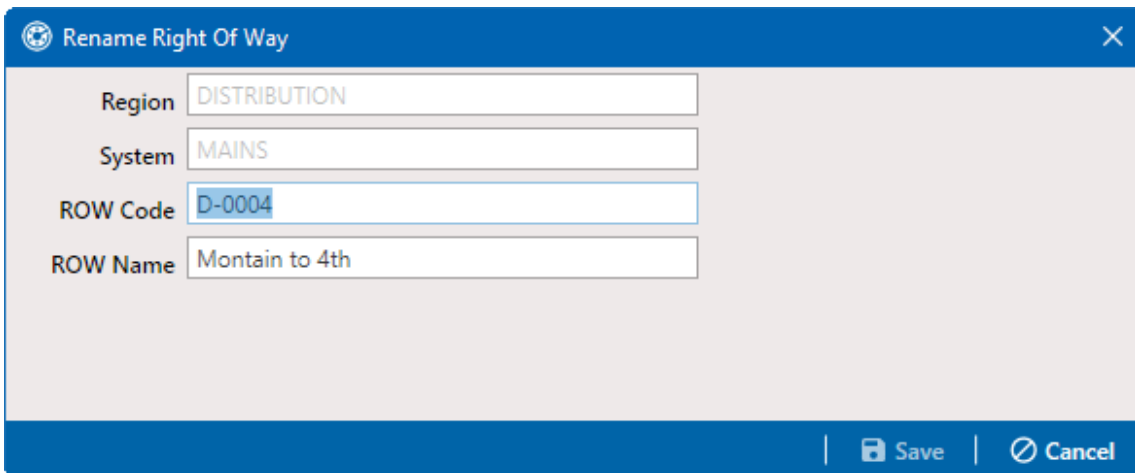 Rename Right Of Way
Region DISTRIBUTION
System MAINS
ROW Code D-0004
ROW Name Montain to 4th
Save Cancel